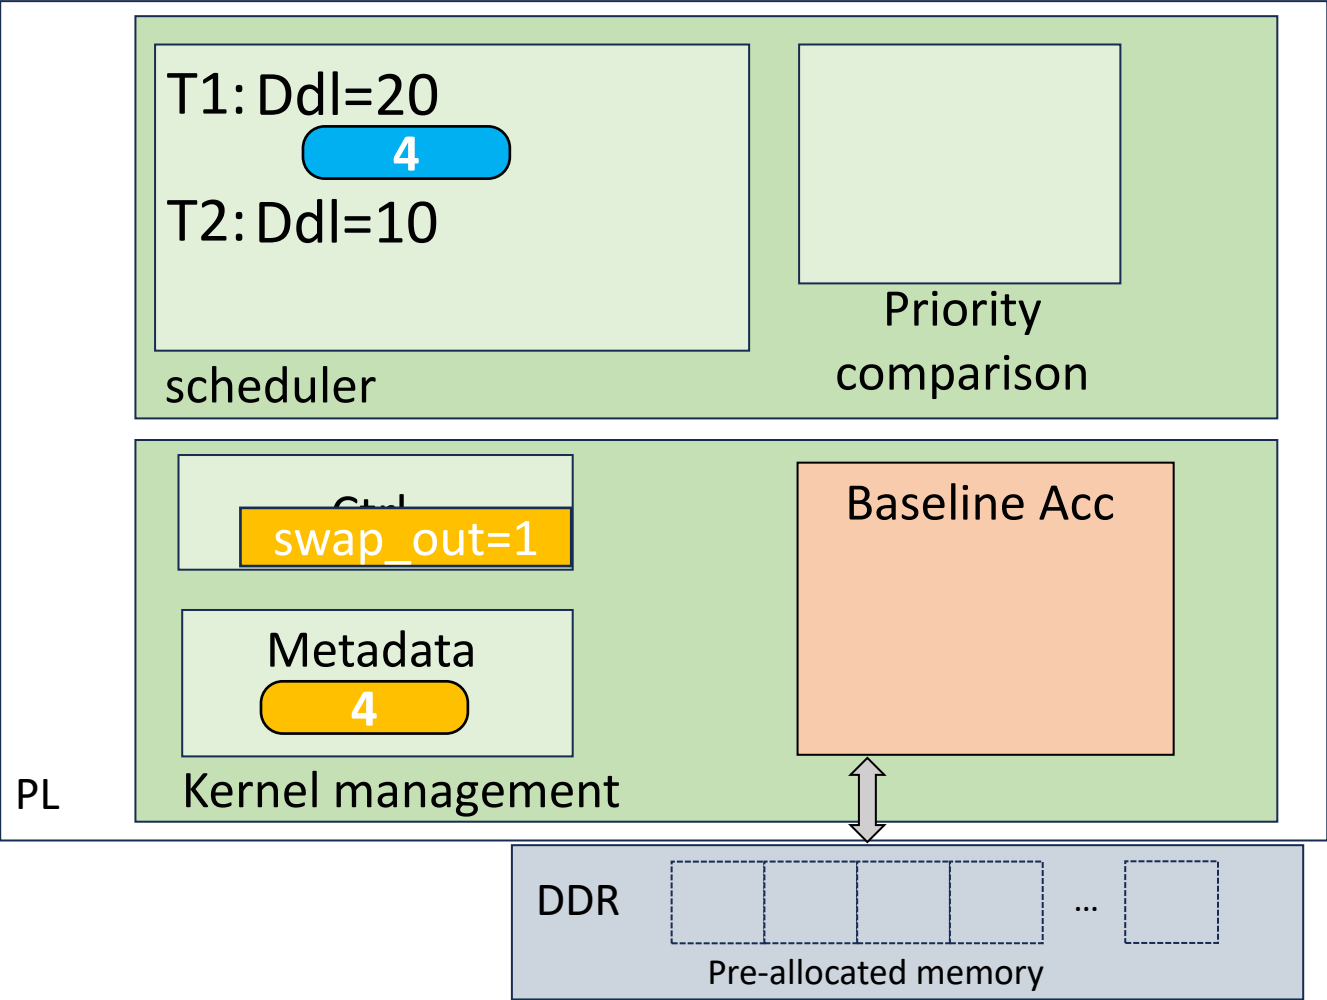 T1: Ddl=20
4
T2: Ddl=10
Priority
comparison
scheduler
swap_out=1
Baseline Acc
Metadata
4
Kernel management
PL
DDR
...
Pre-allocated memory